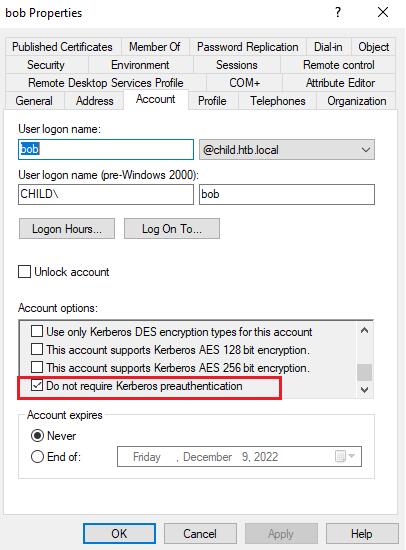 bob Properties
? ×
Published Certificates Member Of Password Replication Dial-in Object
Security Environment Sessions Remote control
Remote Desktop Services Profile COM+ Attribute Editor
General Address Account Profile Telephones Organization
User logon name:
bob @child.htb.local
User logon name (pre-Windows 2000):
CHILD\ bob
Logon Hours... Log On To...
Unlock account
Account options:
Use only Kerberos DES encryption types for this account
This account supports Kerberos AES 128 bit encryption.
This account supports Kerberos AES 256 bit encryption.
Do not require Kerberos preauthentication
Account expires
Never
End of: Friday , December 9, 2022
OK Cancel Apply Help